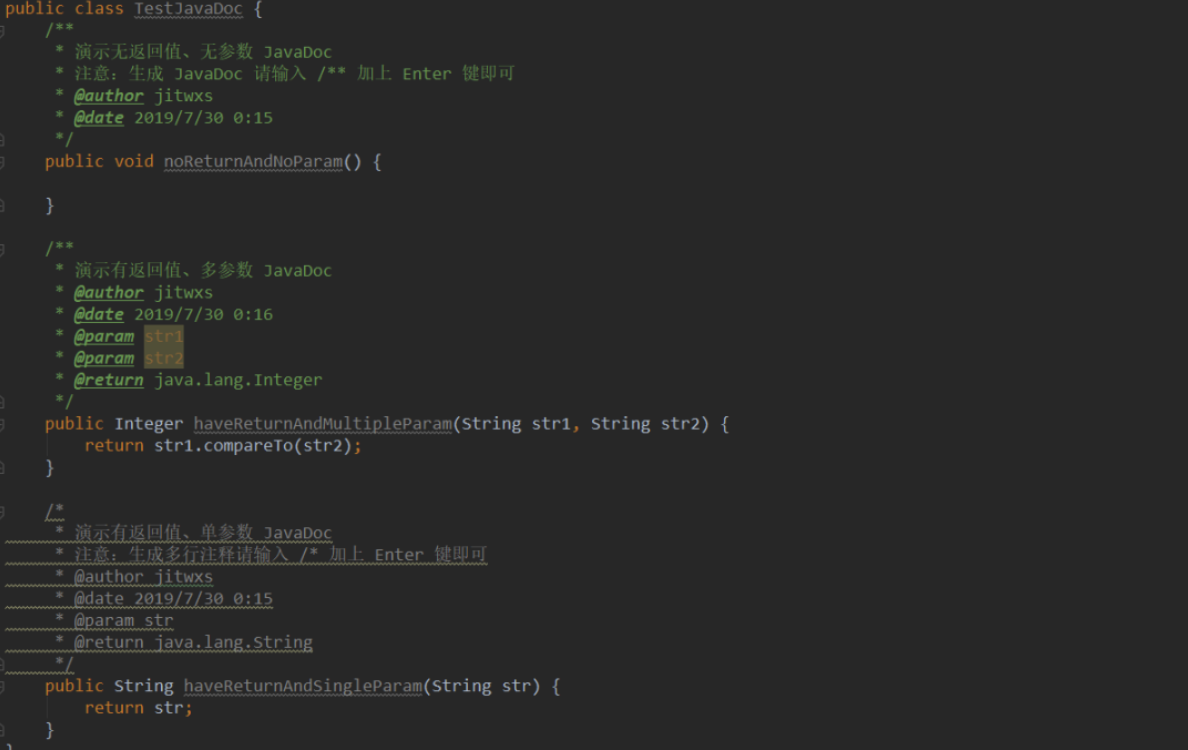 public class TestJavaDoc {
/**
* 演示无返回值、无参数 JavaDoc
* 注意：生成 JavaDoc 请输入 /** 加上 Enter 键即可
* @author jitwxs
* @date 2019/7/30 0:15
*/
public void noReturnAndNoParam() {
}
/**
* 演示有返回值、多参数 JavaDoc
* @author jitwxs
* @date 2019/7/30 0:16
* @param str1
* @param str2
* @return java.lang.Integer
*/
public Integer haveReturnAndMultipleParam(String str1, String str2) {
return str1.compareTo(str2);
}
/*
* 演示有返回值、单参数 JavaDoc
* 注意：生成多行注释请输入 /* 加上 Enter 键即可
* @author jitwxs
* @date 2019/7/30 0:15
* @param str
* @return java.lang.String
*/
public String haveReturnAndSingleParam(String str) {
return str;
}
}